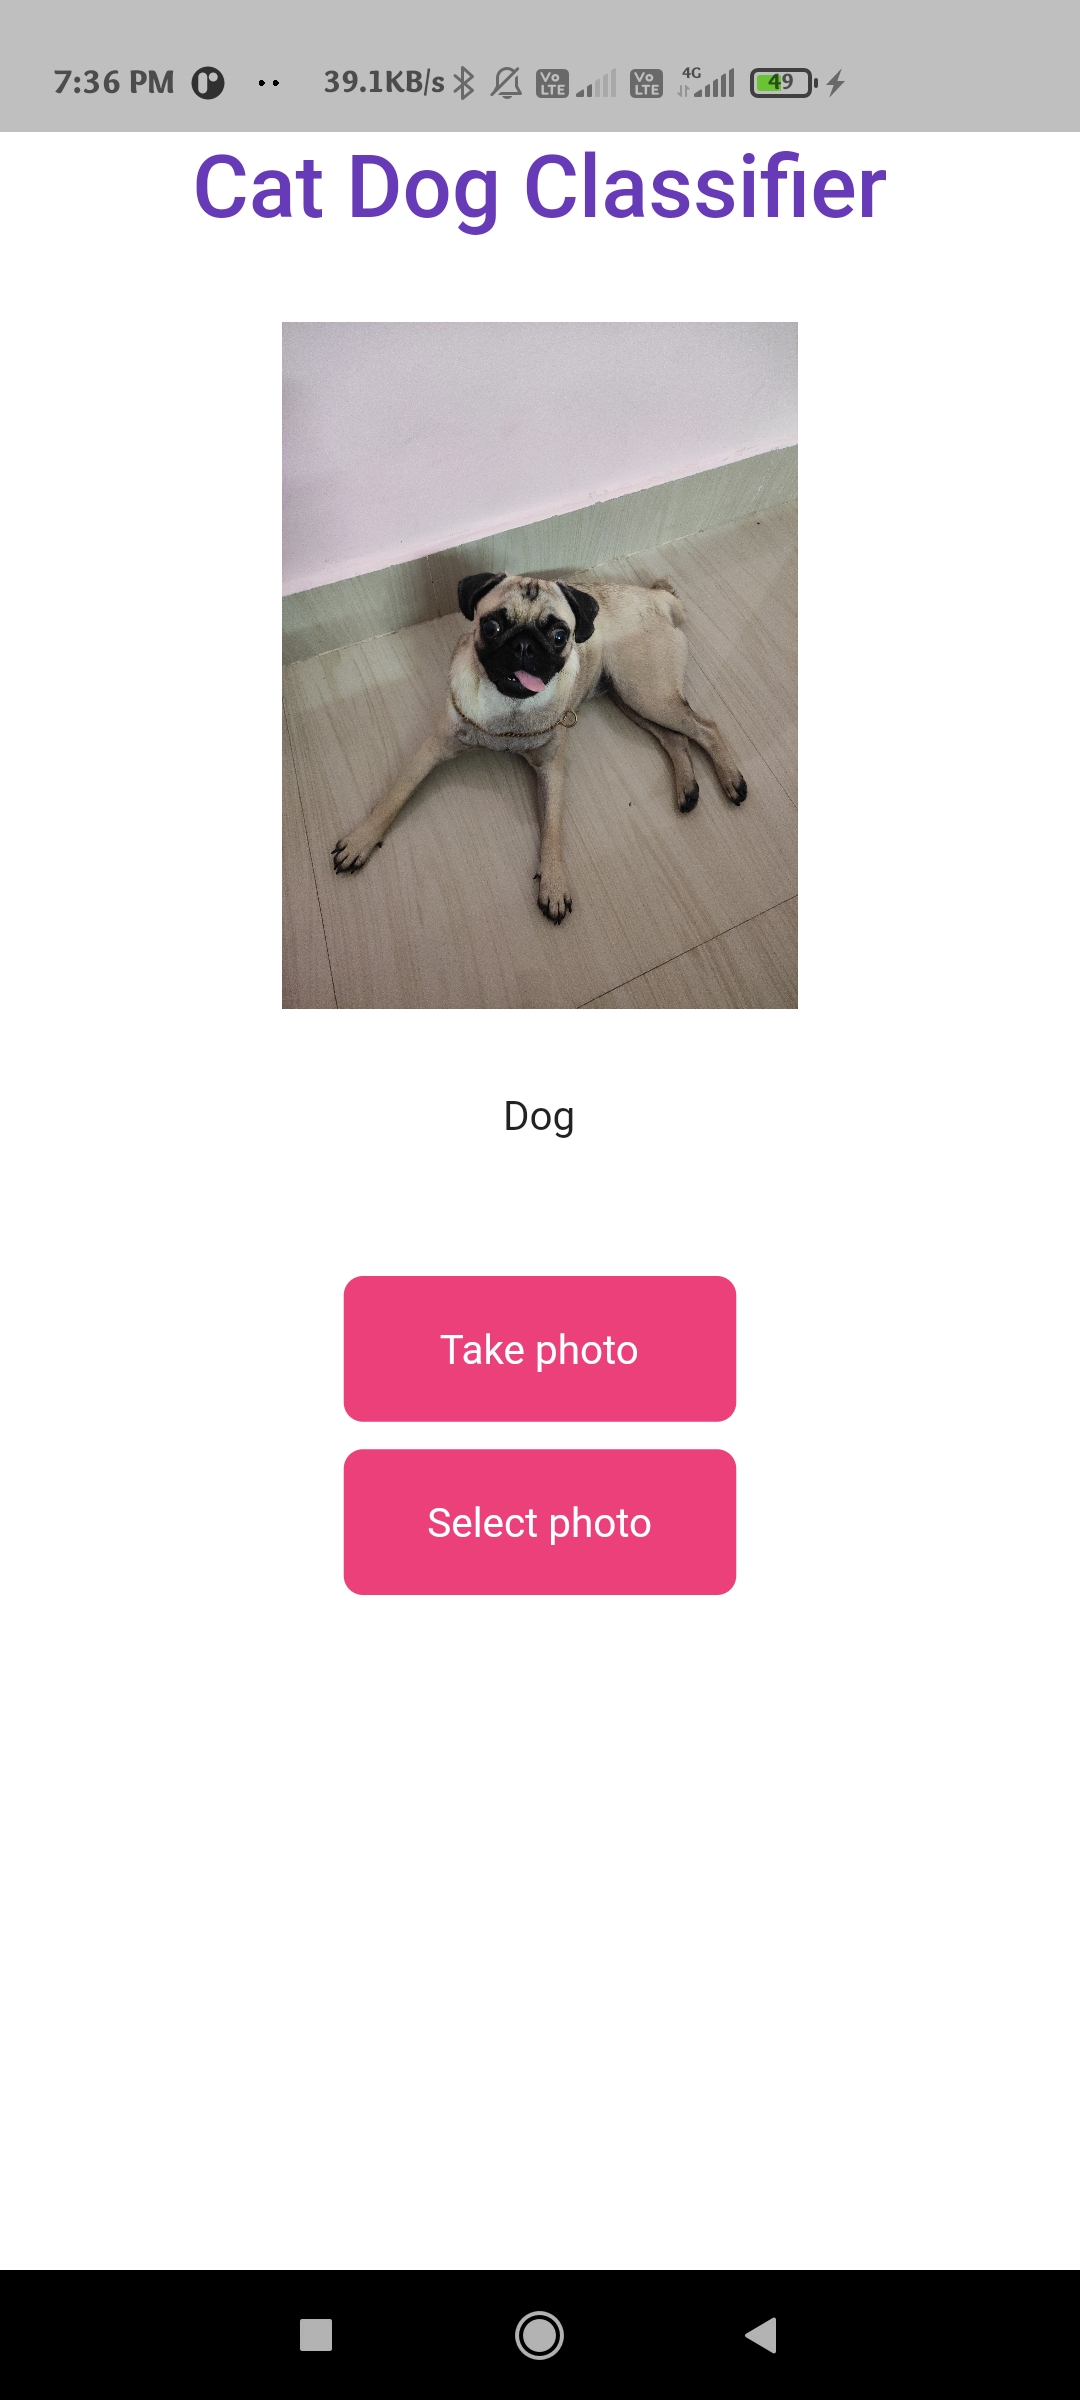 7:36 PM 39.1KB/s Vo LTE Vo LTE 4G 49
Cat Dog Classifier
Dog
Take photo
Select photo